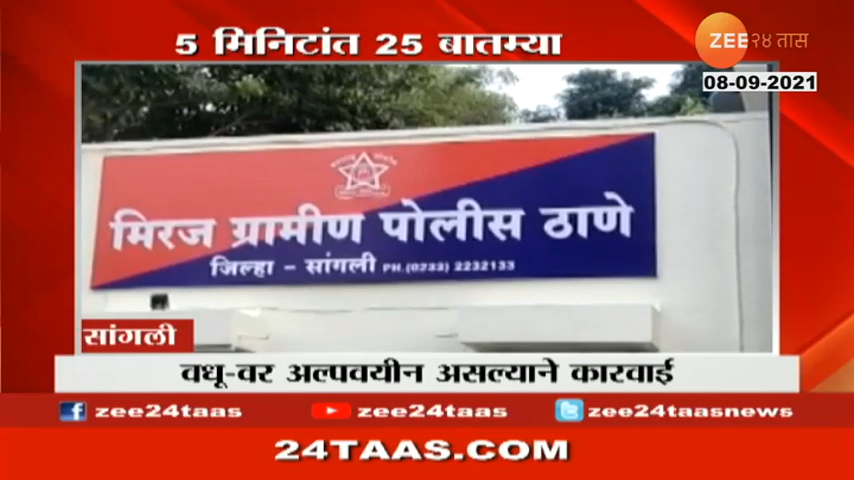 5 मिनिटांत 25 बातम्या
ZEE २४ तास
08-09-2021
मिरज ग्रामीण पोलीस ठाणे
जिल्हा - सांगली PH.(0233) 2232133
सांगली
वधू-वर अल्पवयीन असल्याने कारवाई
zee24taas zee24taas zee24taasnews
24TAAS.COM